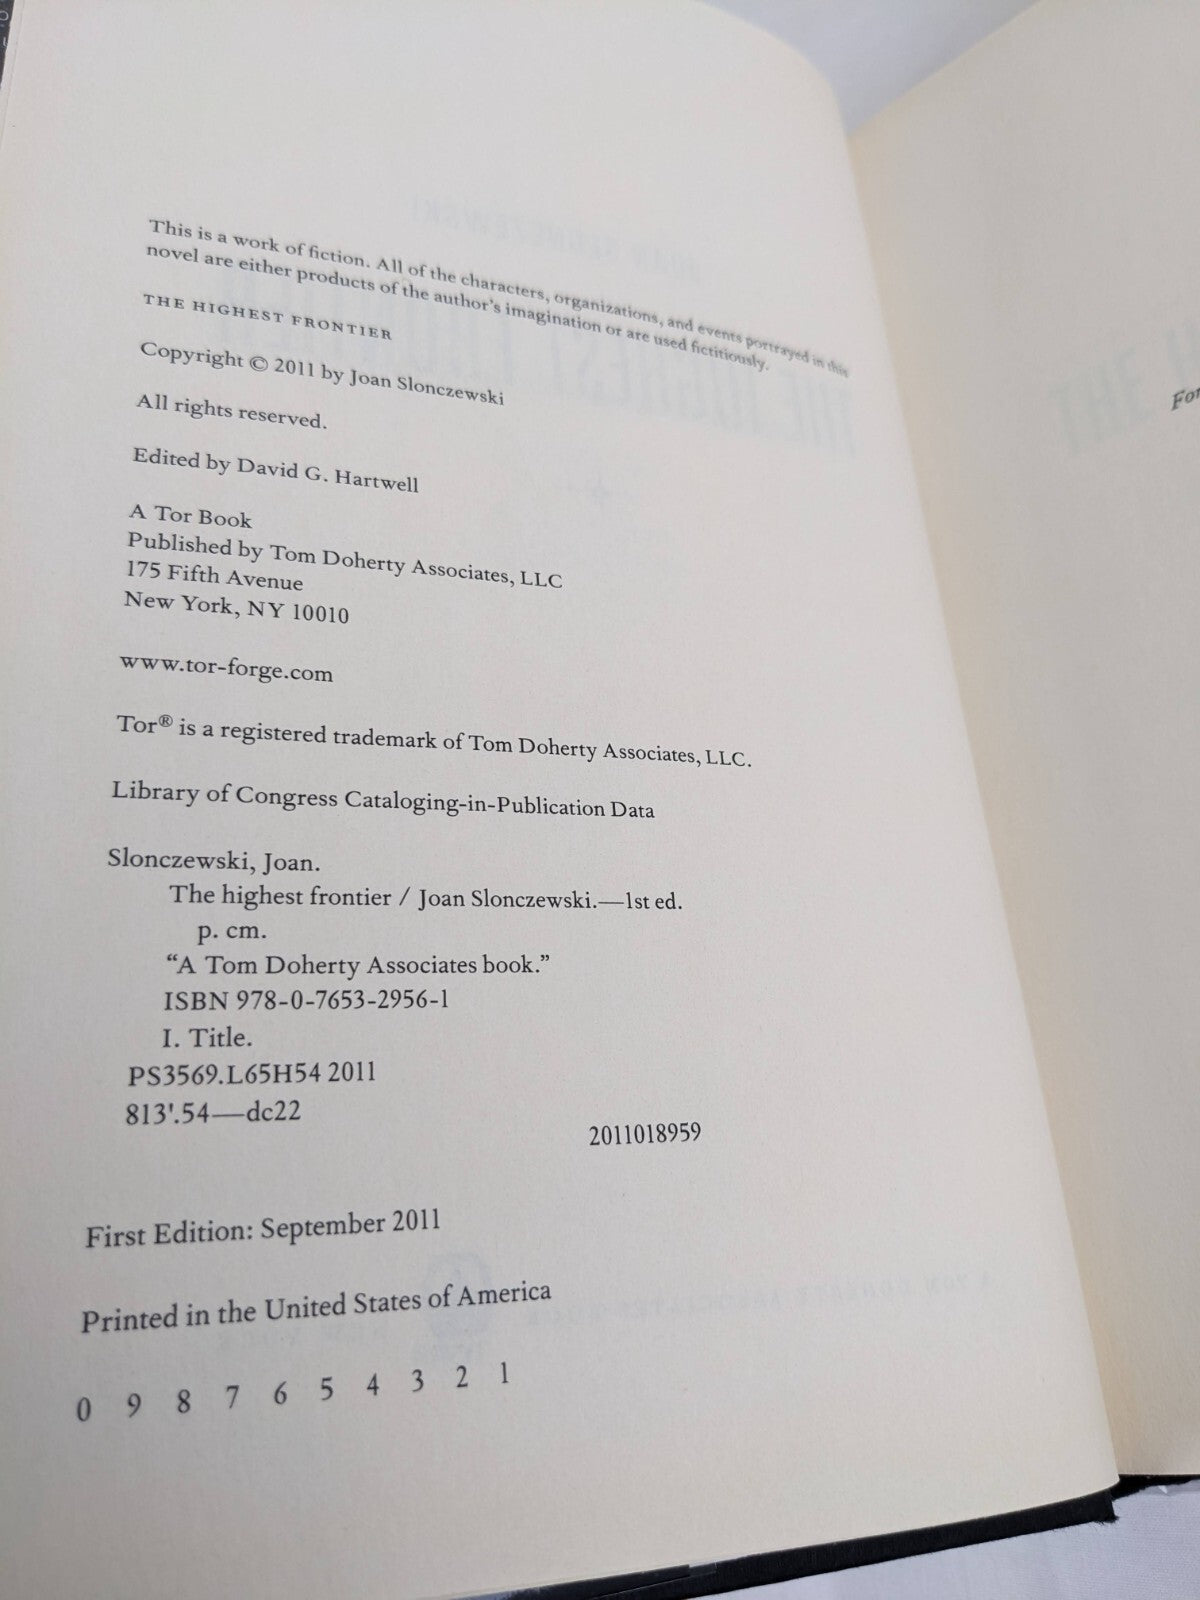 This is a work of fiction. All of the characters, organizations, and events portrayed in this
novel are either products of the author's imagination or are used fictitiously.
THE HIGHEST FRONTIER
Copyright © 2011 by Joan Slonczewski
All rights reserved.
Edited by David G. Hartwell
A Tor Book
Published by Tom Doherty Associates, LLC
175 Fifth Avenue
New York, NY 10010
www.tor-forge.com
Tor® is a registered trademark of Tom Doherty Associates, LLC.
Library of Congress Cataloging-in-Publication Data
Slonczewski, Joan.
The highest frontier / Joan Slonczewski.—1st ed.
p. cm.
“A Tom Doherty Associates book.”
ISBN 978-0-7653-2956-1
I. Title.
PS3569.L65H54 2011
813'.54—dc22
2011018959
First Edition: September 2011
Printed in the United States of America
0 9 8 7 6 5 4 3 2 1